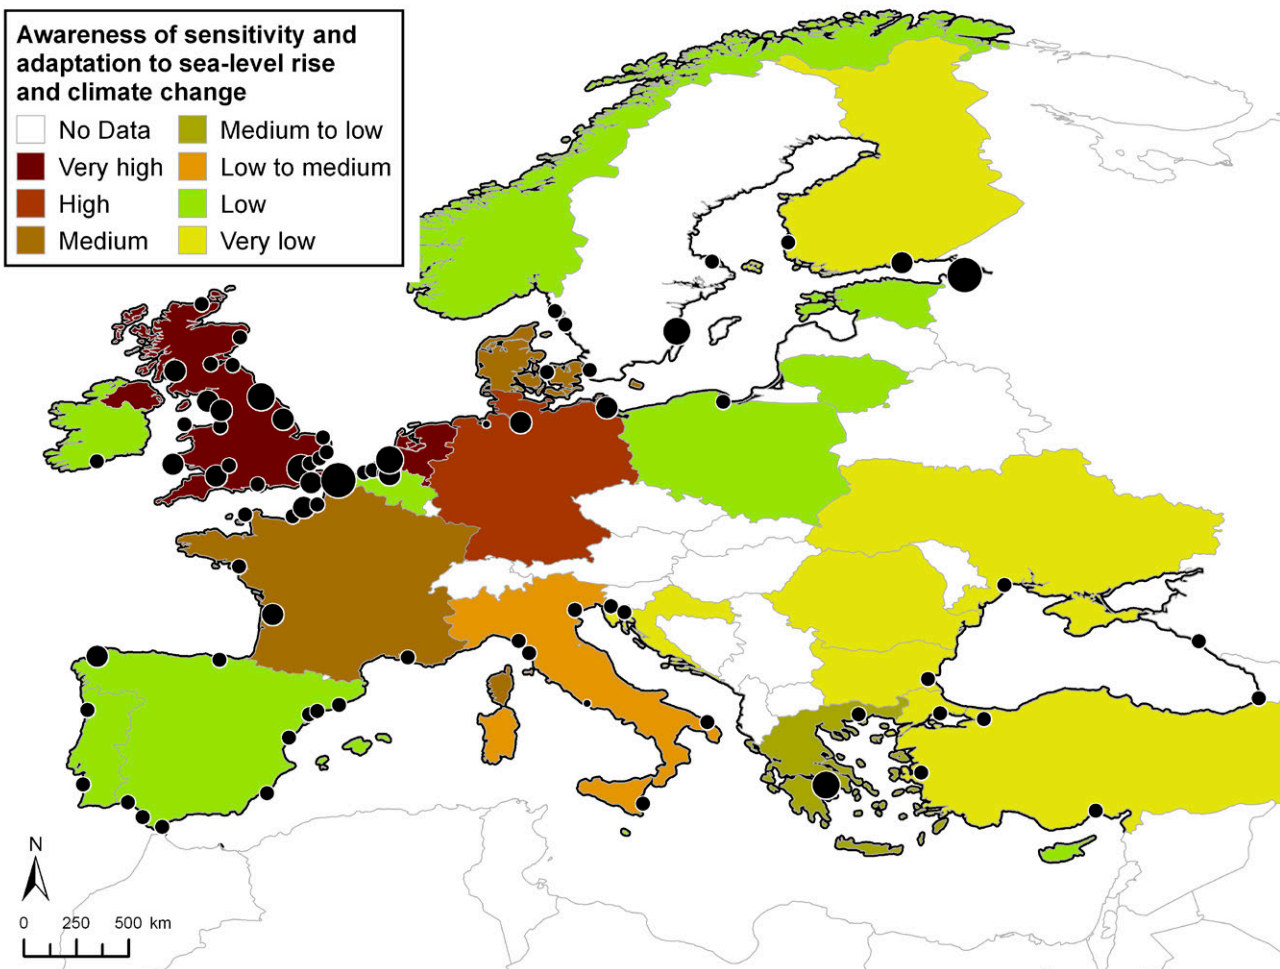 Awareness of sensitivity and
adaptation to sea-level rise
and climate change
No Data
Medium to low
Very high
Low to medium
High
Low
Medium
Very low
N
0 250 500 km